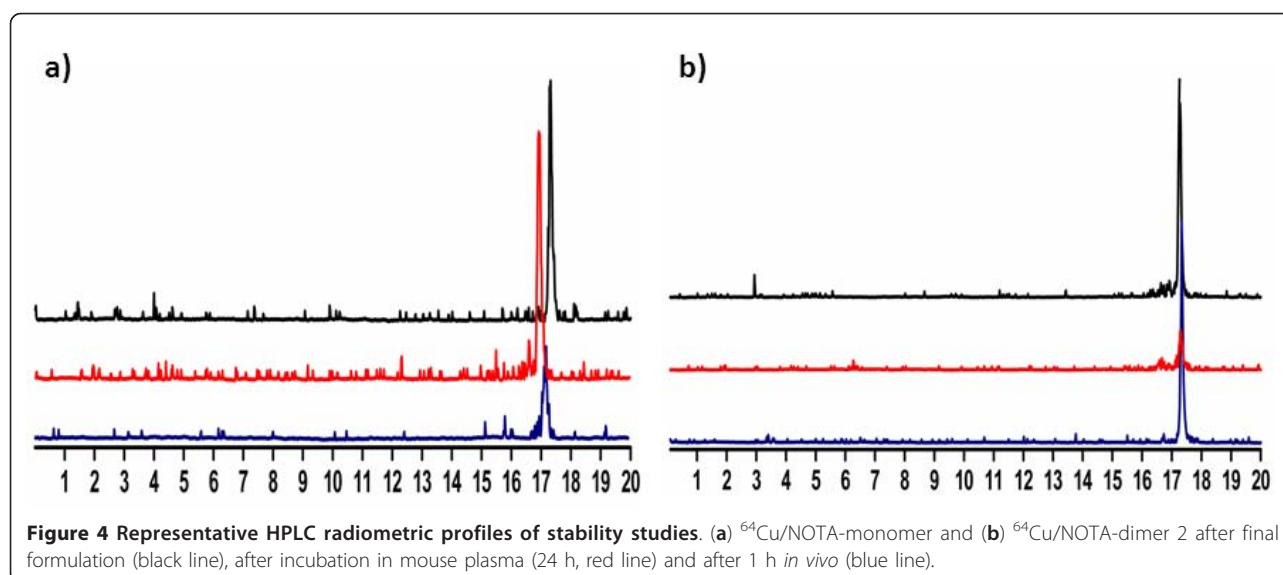 a)
b)
1 2 3 4 5 6 7 8 9 10 11 12 13 14 15 16 17 18 19 20
1 2 3 4 5 6 7 8 9 10 11 12 13 14 15 16 17 18 19 20
Figure 4 Representative HPLC radiometric profiles of stability studies. (a) ⁶⁴Cu/NOTA-monomer and (b) ⁶⁴Cu/NOTA-dimer 2 after final
formulation (black line), after incubation in mouse plasma (24 h, red line) and after 1 h in vivo (blue line).